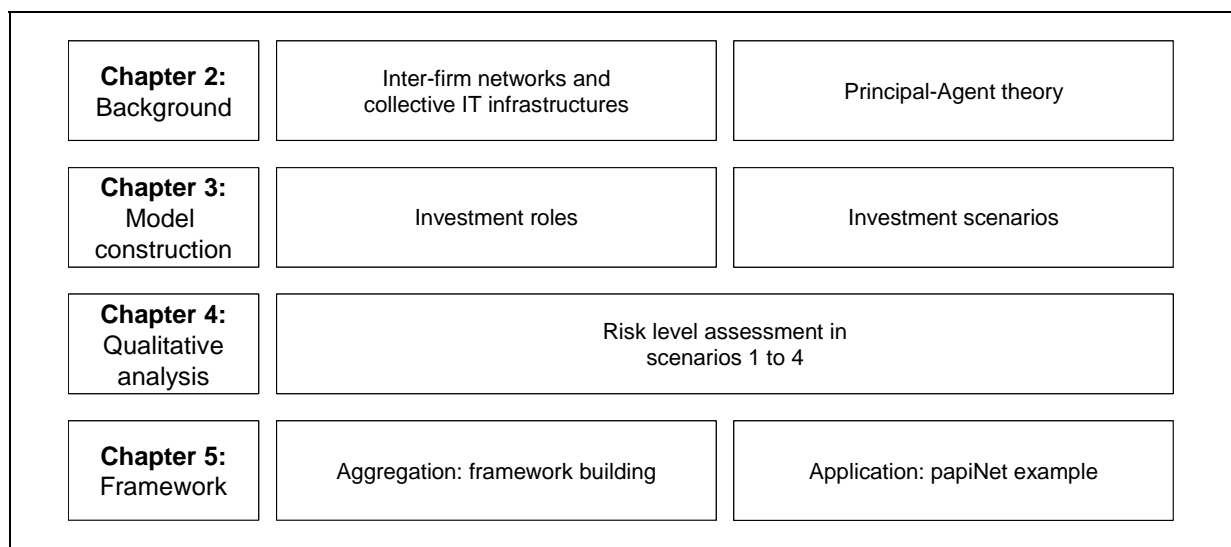 Chapter 2:
Background
Inter-firm networks and
collective IT infrastructures
Principal-Agent theory
Chapter 3:
Model
construction
Investment roles
Investment scenarios
Chapter 4:
Qualitative
analysis
Risk level assessment in
scenarios 1 to 4
Chapter 5:
Framework
Aggregation: framework building
Application: papiNet example